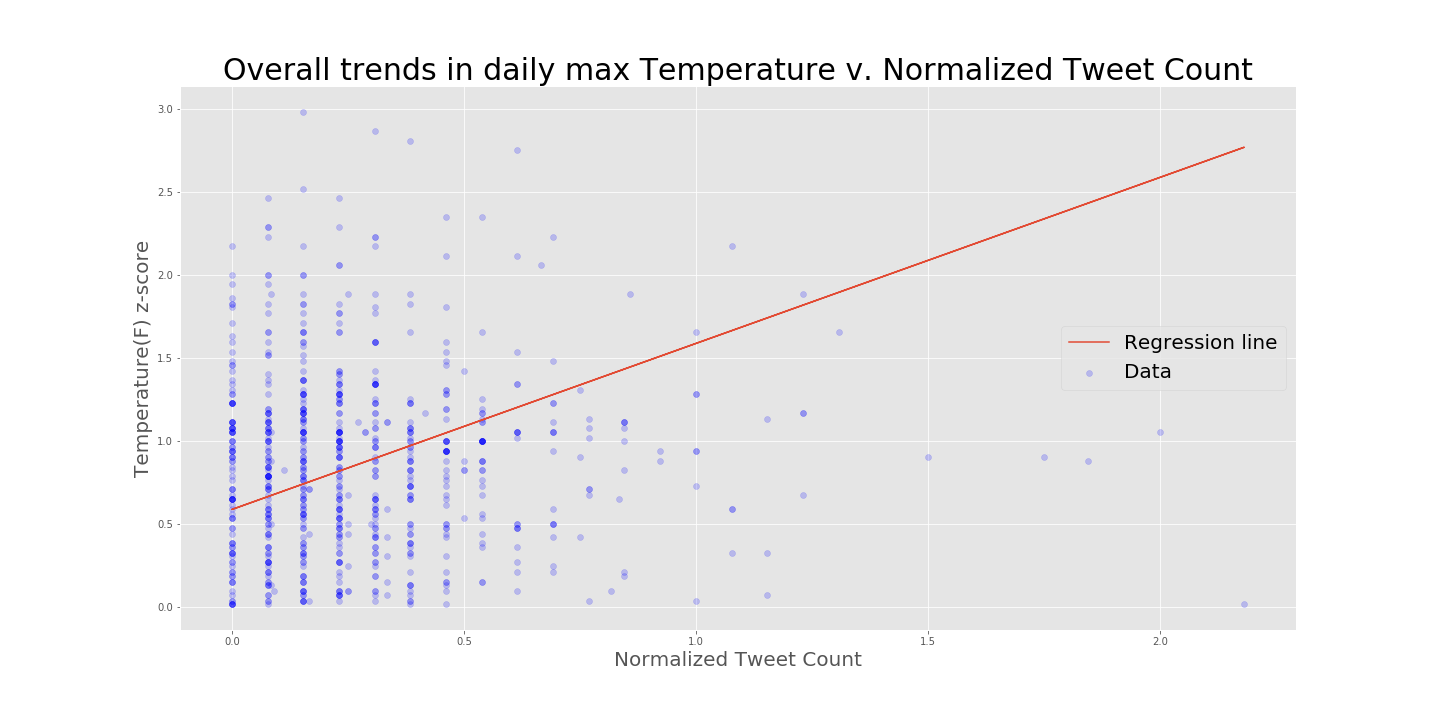 Overall trends in daily max Temperature v. Normalized Tweet Count
3.0
2.5
2.0
1.5
1.0
0.5
0.0
Temperature(F) z-score
Regression line
Data
0.0 0.5 1.0 1.5 2.0
Normalized Tweet Count